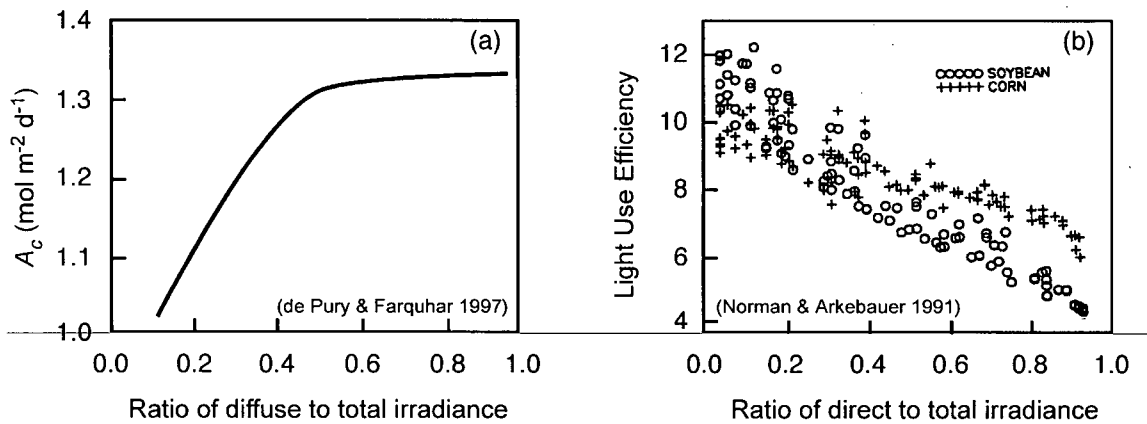 (a)
A_c (mol m⁻² d⁻¹)
1.4
1.3
1.2
1.1
1.0
0.0 0.2 0.4 0.6 0.8 1.0
(de Pury & Farquhar 1997)
Ratio of diffuse to total irradiance
(b)
Light Use Efficiency
12
10
8
6
4
0.0 0.2 0.4 0.6 0.8 1.0
SOYBEAN
CORN
(Norman & Arkebauer 1991)
Ratio of direct to total irradiance